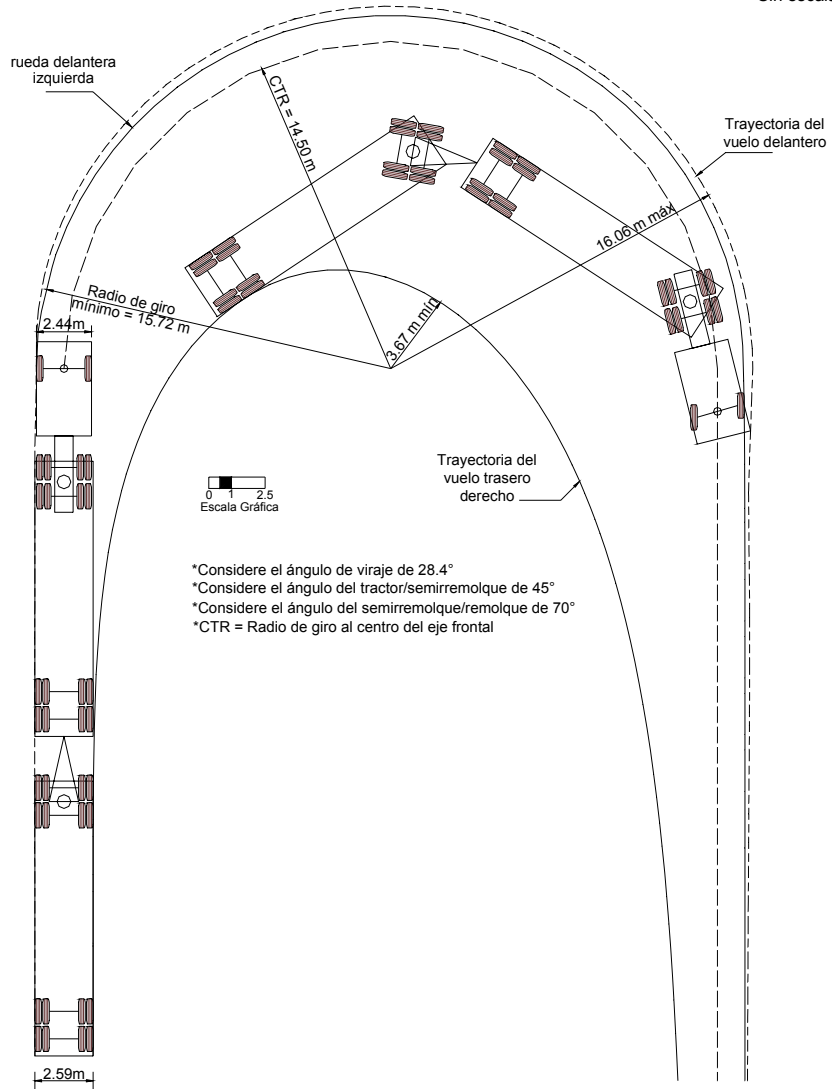 rueda delantera
izquierda
CTR = 14.50 m
Trayectoria del
vuelo delantero
16.06 m máx
Radio de giro
mínimo = 15.72 m
2.44m
3.67 m mín
Trayectoria del
vuelo trasero
derecho
0 1 2.5
Escala Gráfica
*Considere el ángulo de viraje de 28.4°
*Considere el ángulo del tractor/semirremolque de 45°
*Considere el ángulo del semirremolque/remolque de 70°
*CTR = Radio de giro al centro del eje frontal
2.59m